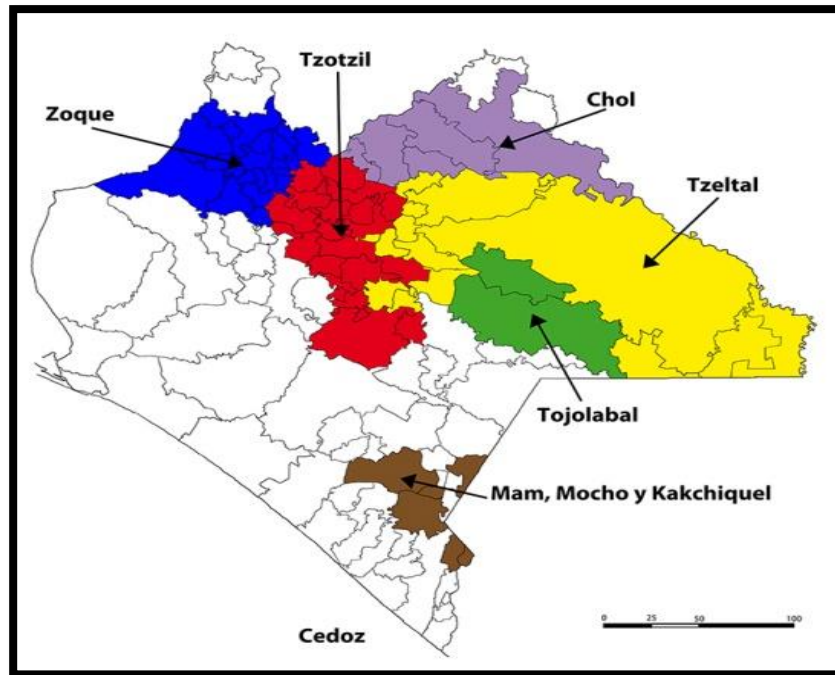 Tzotzil
Chol
Zoque
Tzeltal
Tojolabal
Mam, Mocho y Kakchiquel
Cedoz
0 25 50 100